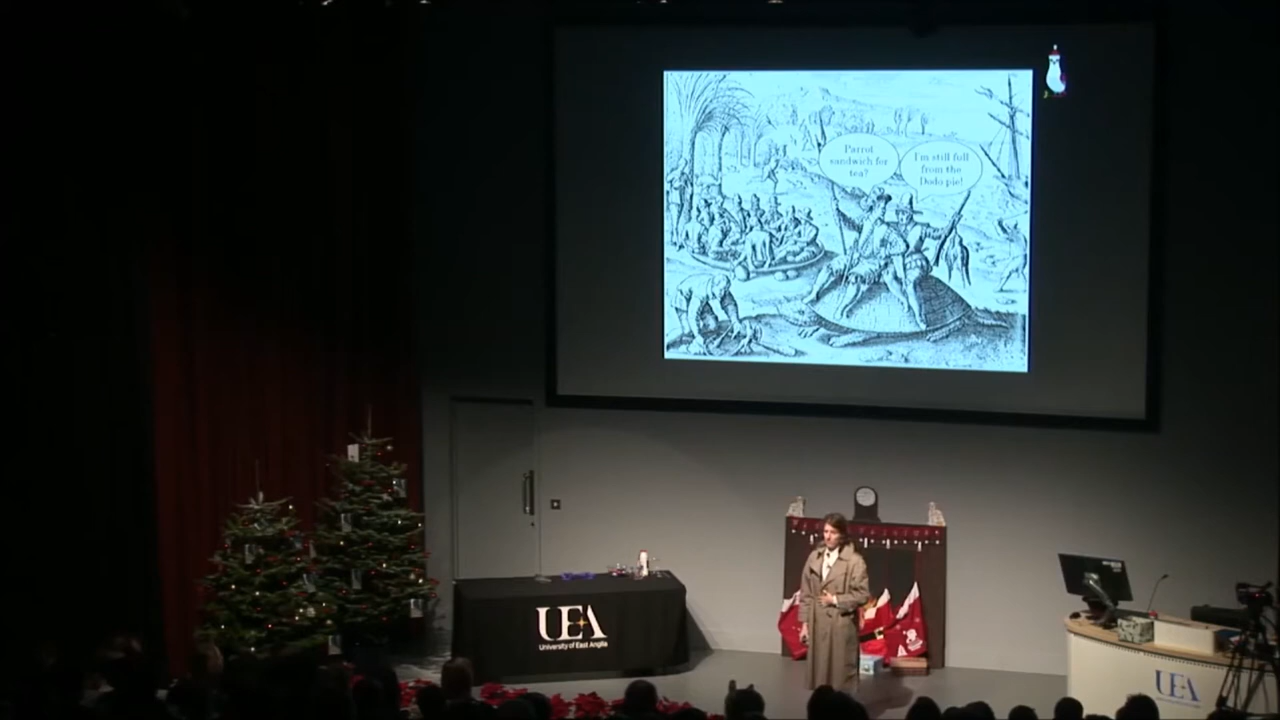 Parrot
sandwich for
tea?
I'm still full
from the
Dodo pie!
UEA
University of East Anglia
UEA